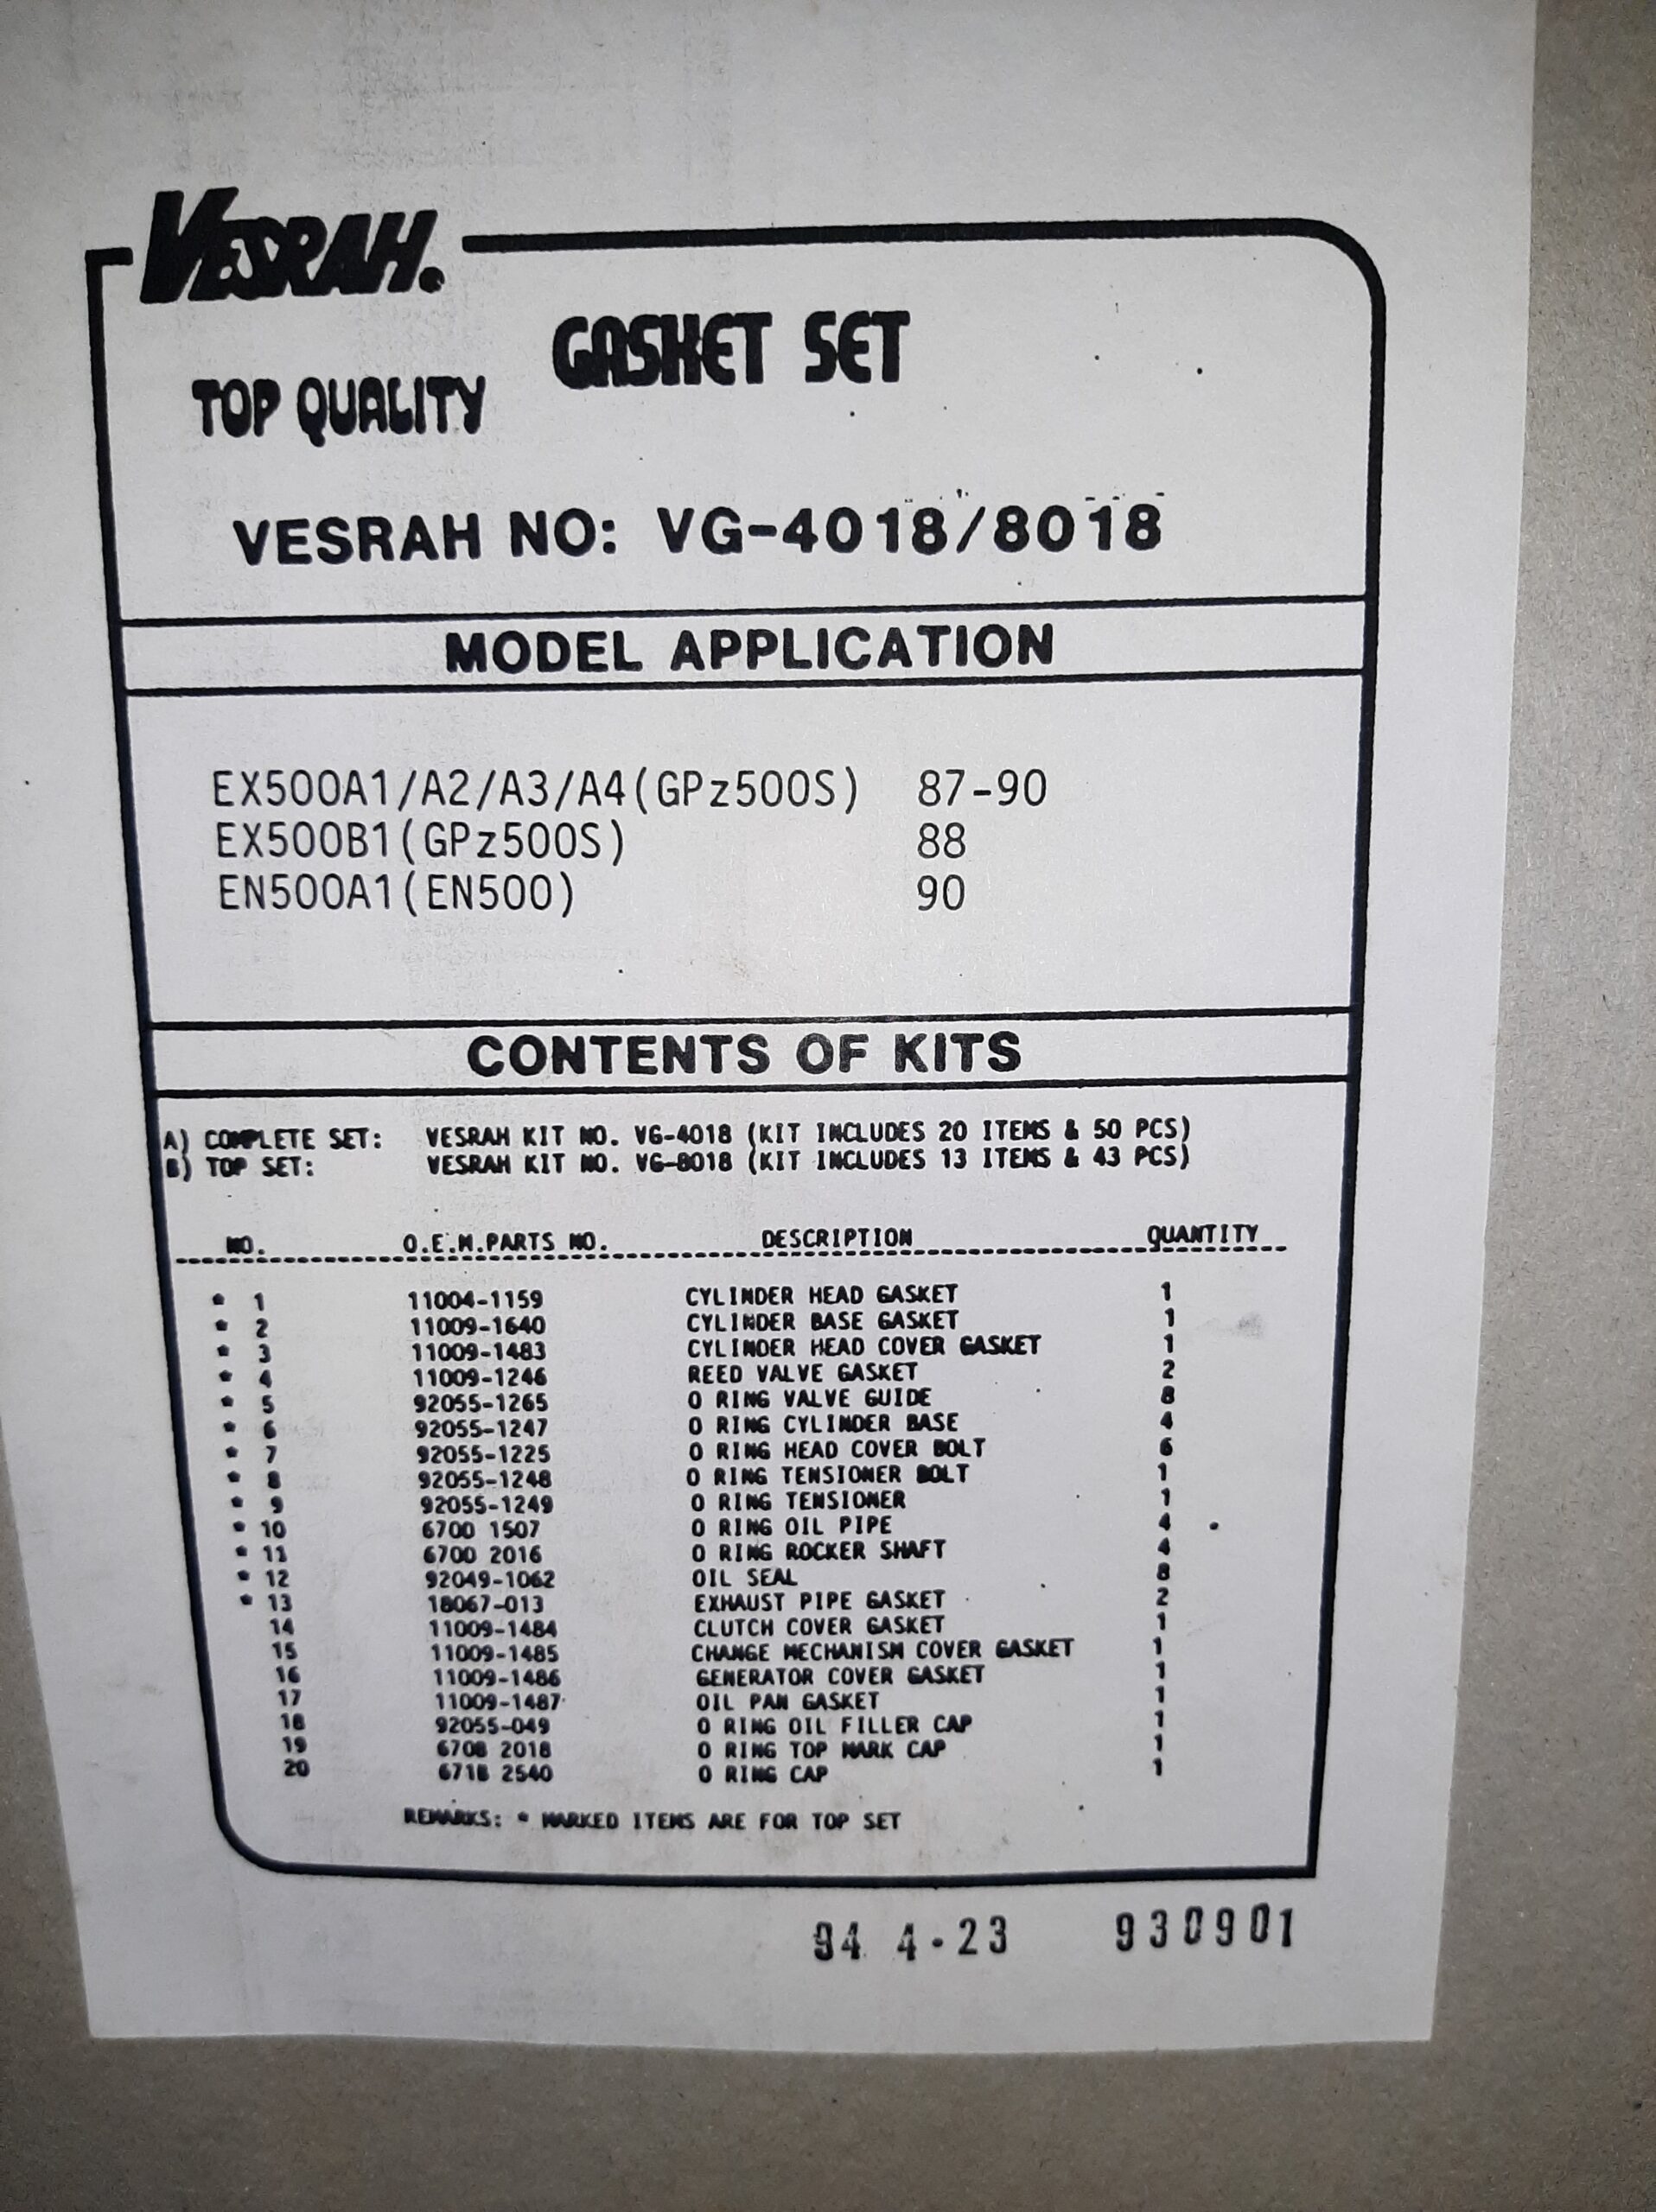 VESRAH.
GASKET SET
TOP QUALITY
VESRAH NO: VG-4018/8018
MODEL APPLICATION
EX500A1/A2/A3/A4(GPz500S) 87-90
EX500B1(GPz500S) 88
EN500A1(EN500) 90
CONTENTS OF KITS
A) COMPLETE SET: VESRAH KIT NO. VG-4018 (KIT INCLUDES 20 ITEMS & 50 PCS)
B) TOP SET: VESRAH KIT NO. VG-8018 (KIT INCLUDES 13 ITEMS & 43 PCS)
NO. O.E.M.PARTS NO. DESCRIPTION QUANTITY
* 1 11004-1159 CYLINDER HEAD GASKET 1
* 2 11009-1640 CYLINDER BASE GASKET 1
* 3 11009-1483 CYLINDER HEAD COVER GASKET 1
* 4 11009-1246 REED VALVE GASKET 2
* 5 92055-1265 O RING VALVE GUIDE 8
* 6 92055-1247 O RING CYLINDER BASE 4
* 7 92055-1225 O RING HEAD COVER BOLT 6
* 8 92055-1248 O RING TENSIONER BOLT 1
* 9 92055-1249 O RING TENSIONER 1
* 10 6700 1507 O RING OIL PIPE 4
* 11 6700 2016 O RING ROCKER SHAFT 4
* 12 92049-1062 OIL SEAL 8
* 13 18067-013 EXHAUST PIPE GASKET 2
14 11009-1484 CLUTCH COVER GASKET 1
15 11009-1485 CHANGE MECHANISM COVER GASKET 1
16 11009-1486 GENERATOR COVER GASKET 1
17 11009-1487 OIL PAN GASKET 1
18 92055-049 O RING OIL FILLER CAP 1
19 670B 2018 O RING TOP MARK CAP 1
20 671B 2540 O RING CAP 1
REMARKS: * MARKED ITEMS ARE FOR TOP SET
94 4-23 930901